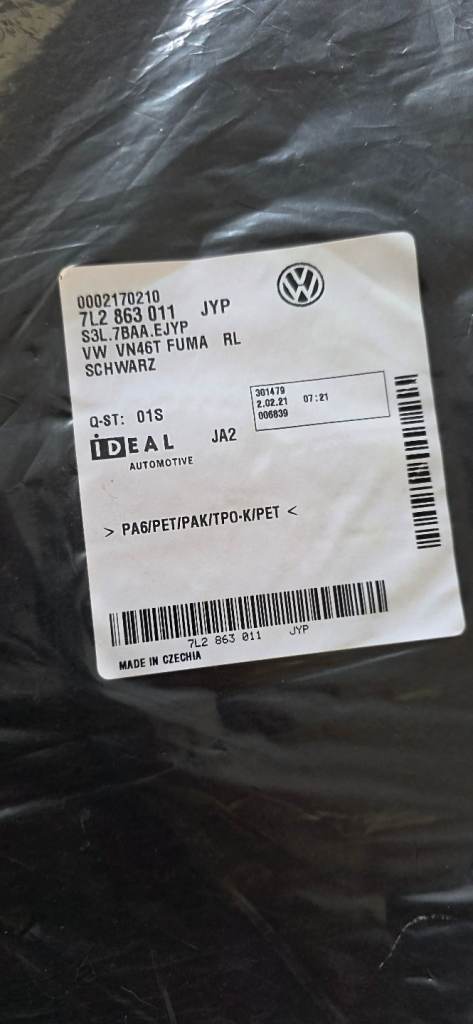 0002170210
7L2 863 011 JYP
S3L.7BAA.EJYP
VW VN46T FUMA RL
SCHWARZ
VW
301479
2.02.21 07:21
006839
Q-ST: 01S
iDEAL JA2
AUTOMOTIVE
> PA6/PET/PAK/TPO-K/PET <
7L2 863 011 JYP
MADE IN CZECHIA